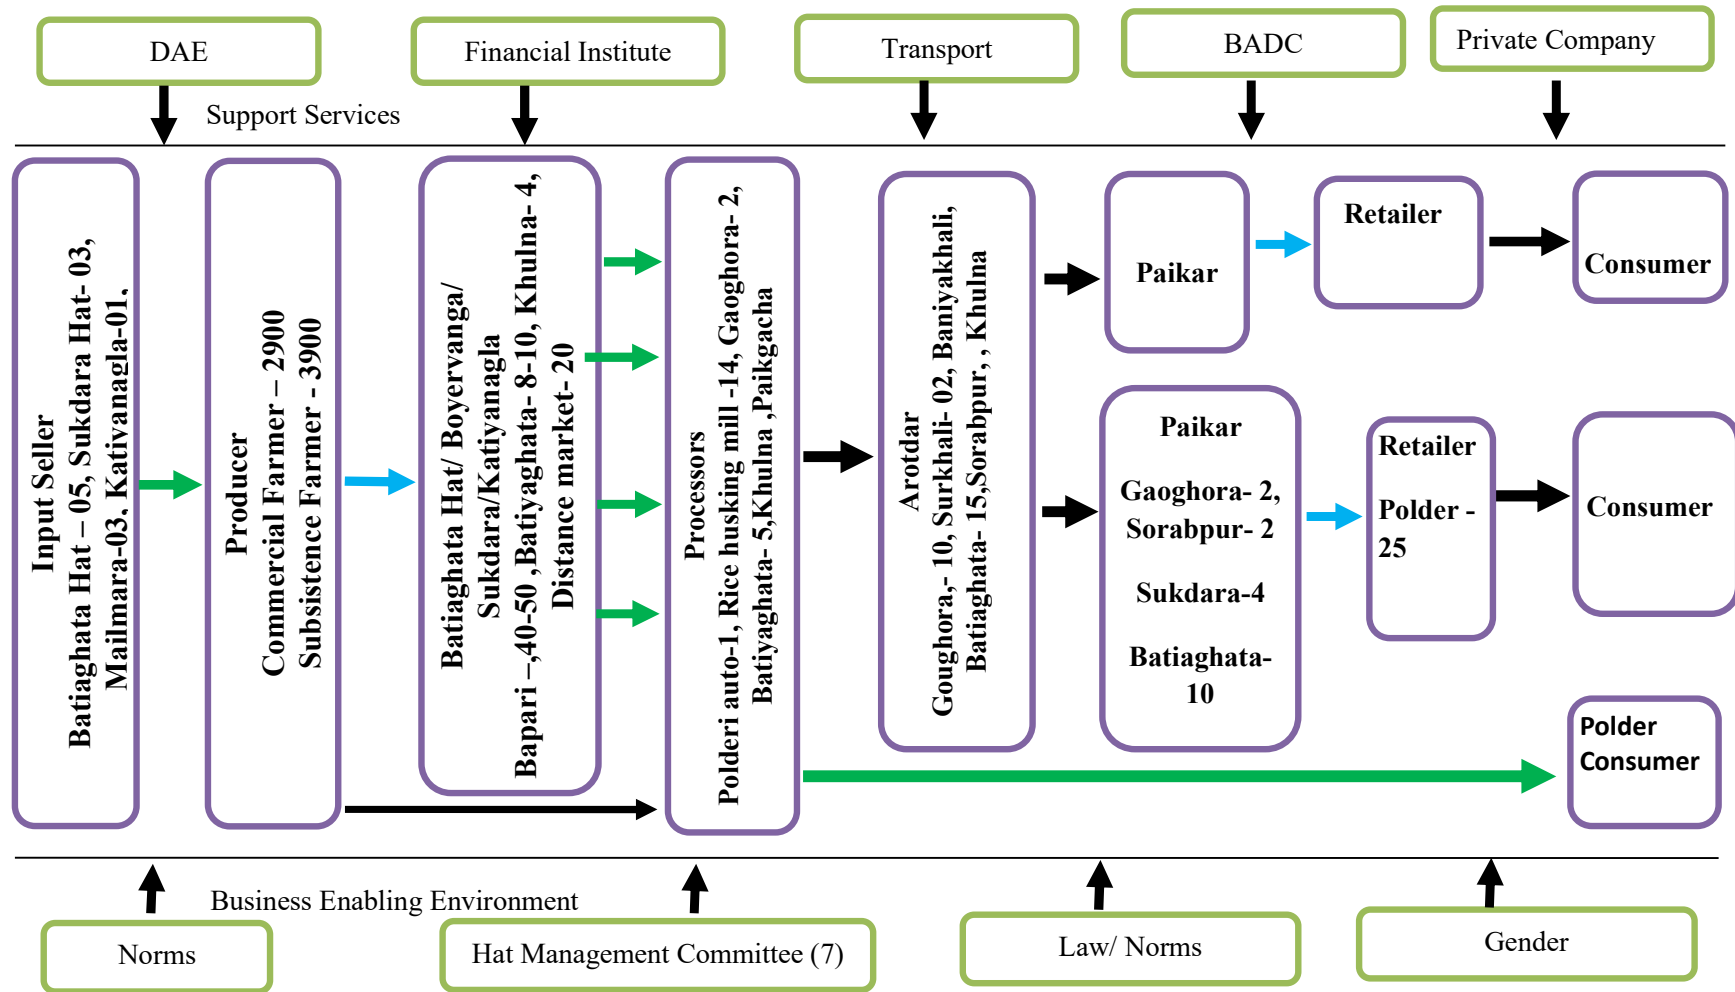 DAE
Financial Institute
Transport
BADC
Private Company
Support Services
Input Seller
Batiaghata Hat – 05, Sukdara Hat- 03,
Mailmara-03, Kativanagla-01,
Producer
Commercial Farmer – 2900
Subsistence Farmer - 3900
Batiaghata Hat/ Boyervanga/
Sukdara/Katiyanagla
Bapari –,40-50 ,Batiyaghata- 8-10, Khulna- 4,
Distance market- 20
Processors
Polderi auto-1, Rice husking mill -14, Gaoghora- 2,
Batiyaghata- 5,Khulna ,Paikgacha
Arotdar
Goughora,- 10, Surkhali- 02, Baniyakhali,
Batiaghata- 15,Sorabpur, , Khulna
Paikar
Retailer
Consumer
Paikar
Gaoghora- 2,
Sorabpur- 2
Sukdara-4
Batiaghata-
10
Retailer
Polder -
25
Consumer
Polder
Consumer
Business Enabling Environment
Norms
Hat Management Committee (7)
Law/ Norms
Gender